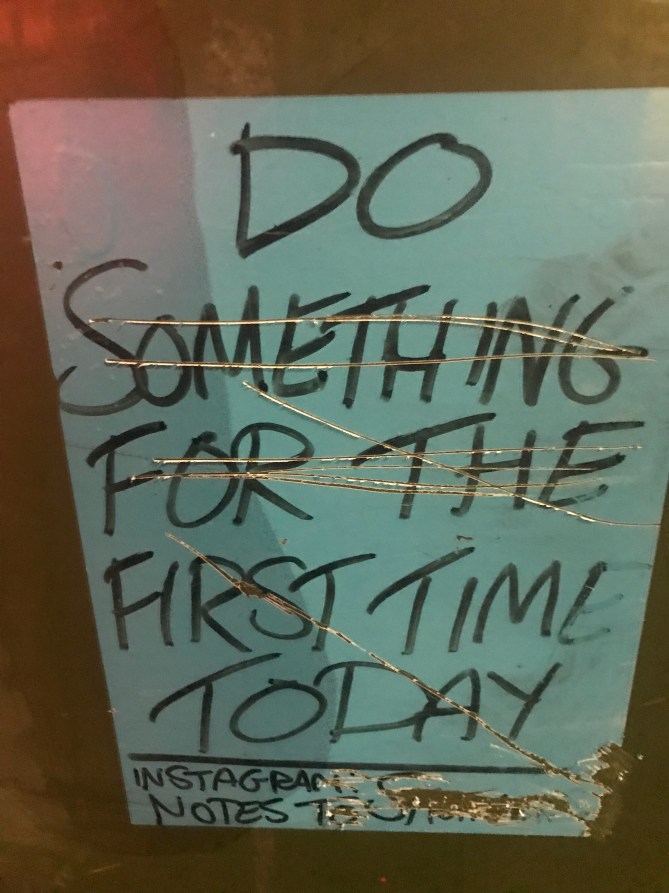 DO
SOMETHING
FOR THE
FIRST TIME
TODAY
INSTAGRAM:
NOTES